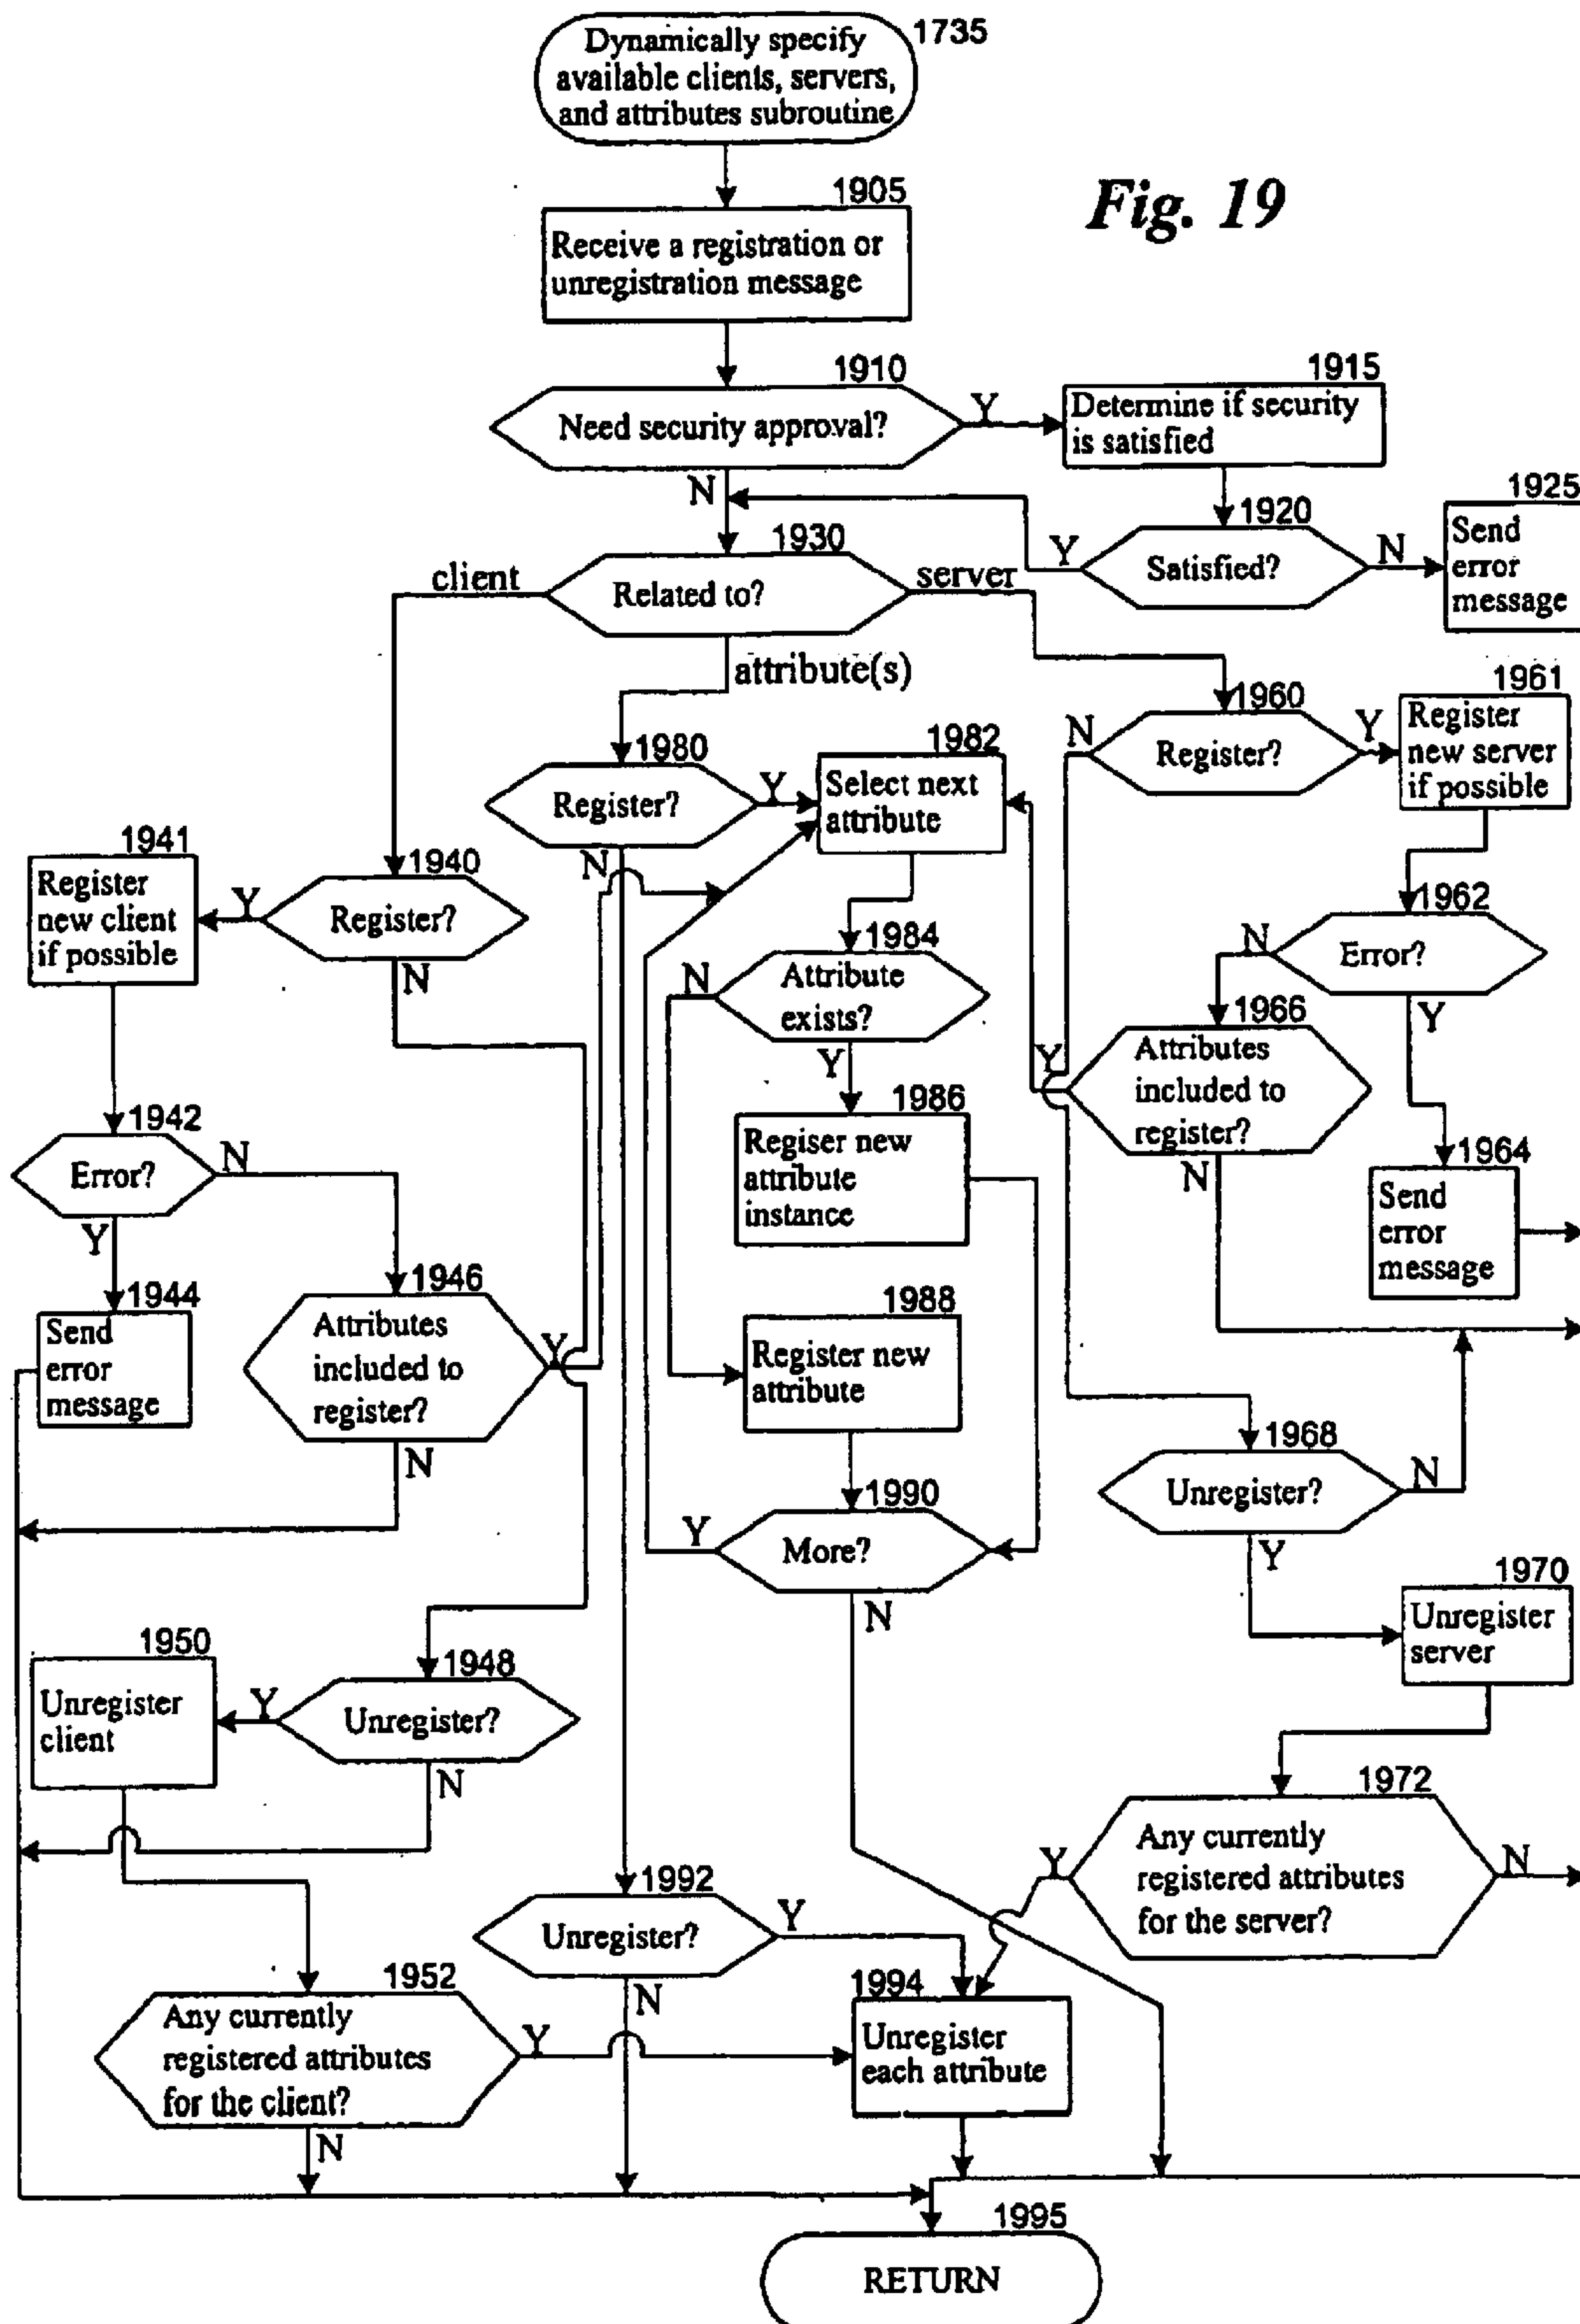 Dynamically specify
available clients, servers,
and attributes subroutine
1735
Fig. 19
1905
Receive a registration or
unregistration message
1910
Need security approval?
Y
N
1915
Determine if security
is satisfied
1920
Satisfied?
Y
N
1925
Send
error
message
1930
Related to?
client
server
attribute(s)
1960
Register?
N
Y
1961
Register
new server
if possible
1980
Register?
Y
N
1982
Select next
attribute
1941
Register
new client
if possible
1940
Register?
Y
N
1962
Error?
N
Y
1984
Attribute
exists?
N
Y
1966
Attributes
included to
register?
Y
N
1986
Regiser new
attribute
instance
1942
Error?
N
Y
1964
Send
error
message
1944
Send
error
message
1946
Attributes
included to
register?
Y
N
1988
Register new
attribute
1968
Unregister?
N
Y
1990
More?
Y
N
1970
Unregister
server
1950
Unregister
client
1948
Unregister?
Y
N
1972
Any currently
registered attributes
for the server?
Y
N
1992
Unregister?
Y
N
1952
Any currently
registered attributes
for the client?
Y
N
1994
Unregister
each attribute
1995
RETURN